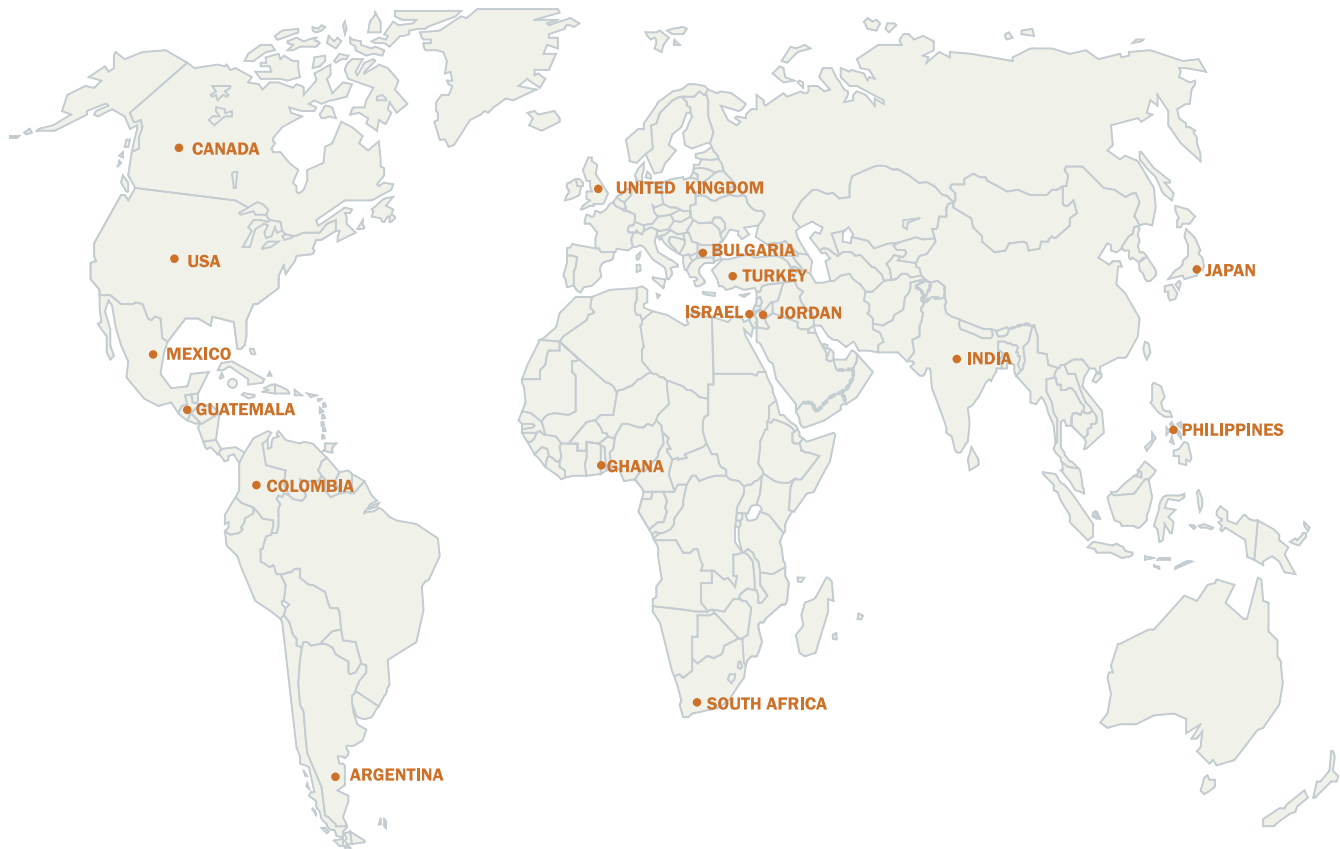 CANADA
UNITED KINGDOM
BULGARIA
USA
TURKEY
JAPAN
ISRAEL
JORDAN
MEXICO
INDIA
GUATEMALA
PHILIPPINES
GHANA
COLOMBIA
SOUTH AFRICA
ARGENTINA